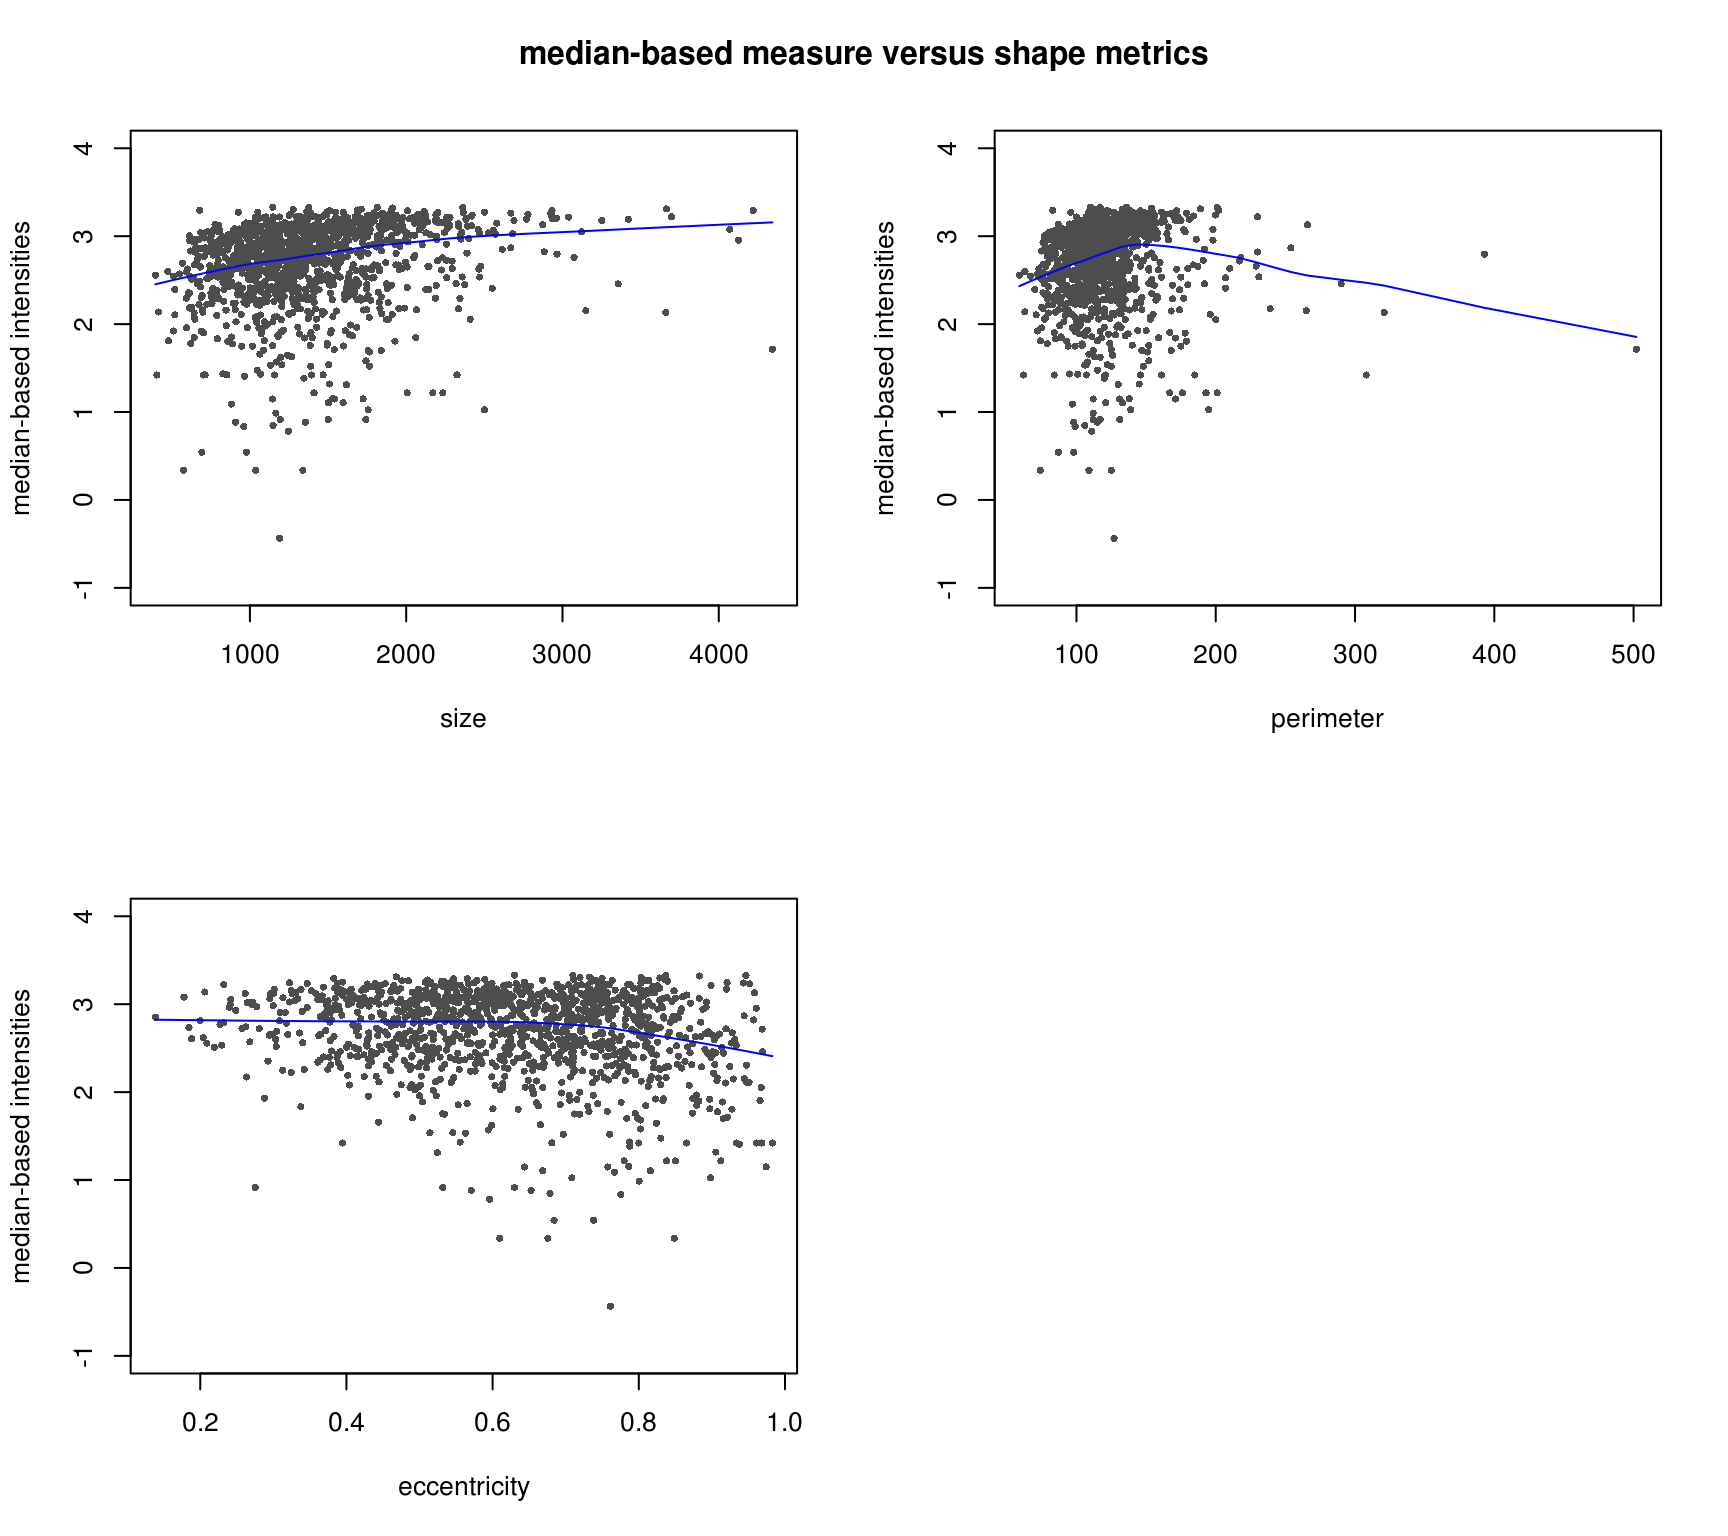 median-based measure versus shape metrics
median-based intensities
4
3
2
1
0
-1
1000 2000 3000 4000
size
median-based intensities
4
3
2
1
0
-1
100 200 300 400 500
perimeter
median-based intensities
4
3
2
1
0
-1
0.2 0.4 0.6 0.8 1.0
eccentricity